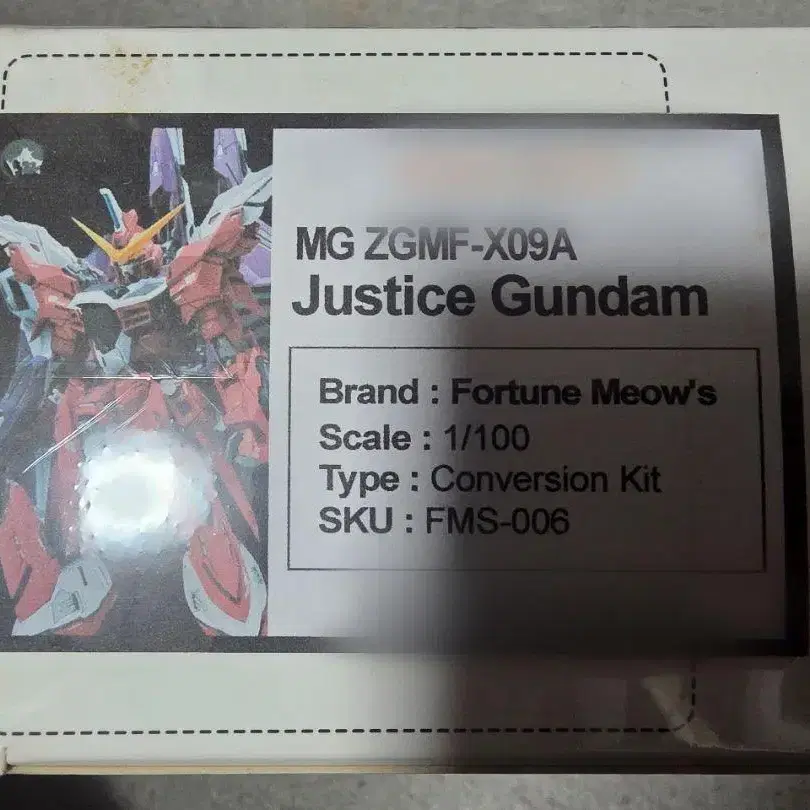 MG ZGMF-X09A
Justice Gundam
Brand : Fortune Meow's
Scale : 1/100
Type : Conversion Kit
SKU : FMS-006